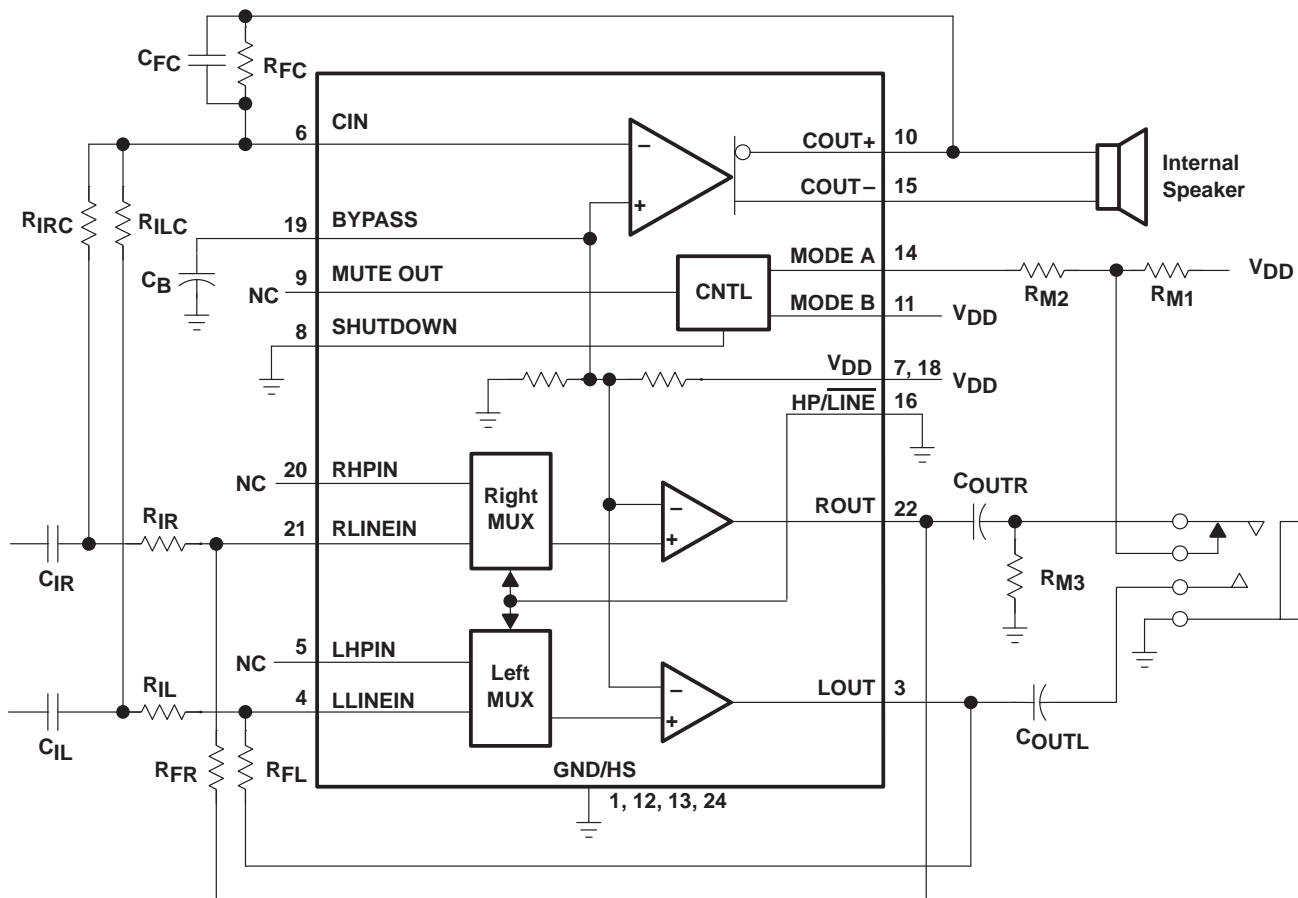 CFC
RFC
6
CIN
–
+
COUT+
10
COUT–
15
Internal
Speaker
RIRC
RILC
19
BYPASS
CB
MODE A
14
RM2
RM1
VDD
NC
9
MUTE OUT
CNTL
MODE B
11
VDD
8
SHUTDOWN
VDD
7, 18
VDD
HP/LINE
16
NC
20
RHPIN
Right
MUX
–
+
ROUT
22
COUTR
CIR
RIR
21
RLINEIN
RM3
NC
5
LHPIN
Left
MUX
–
+
LOUT
3
COUTL
CIL
RIL
4
LLINEIN
RFR
RFL
GND/HS
1, 12, 13, 24